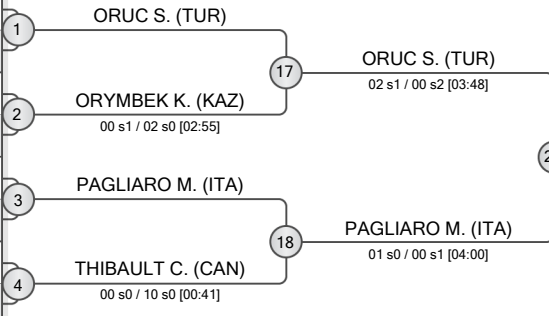 1
ORUC S. (TUR)
17
ORUC S. (TUR)
02 s1 / 00 s2 [03:48]
2
ORYMBEK K. (KAZ)
00 s1 / 02 s0 [02:55]
3
PAGLIARO M. (ITA)
18
PAGLIARO M. (ITA)
01 s0 / 00 s1 [04:00]
4
THIBAULT C. (CAN)
00 s0 / 10 s0 [00:41]